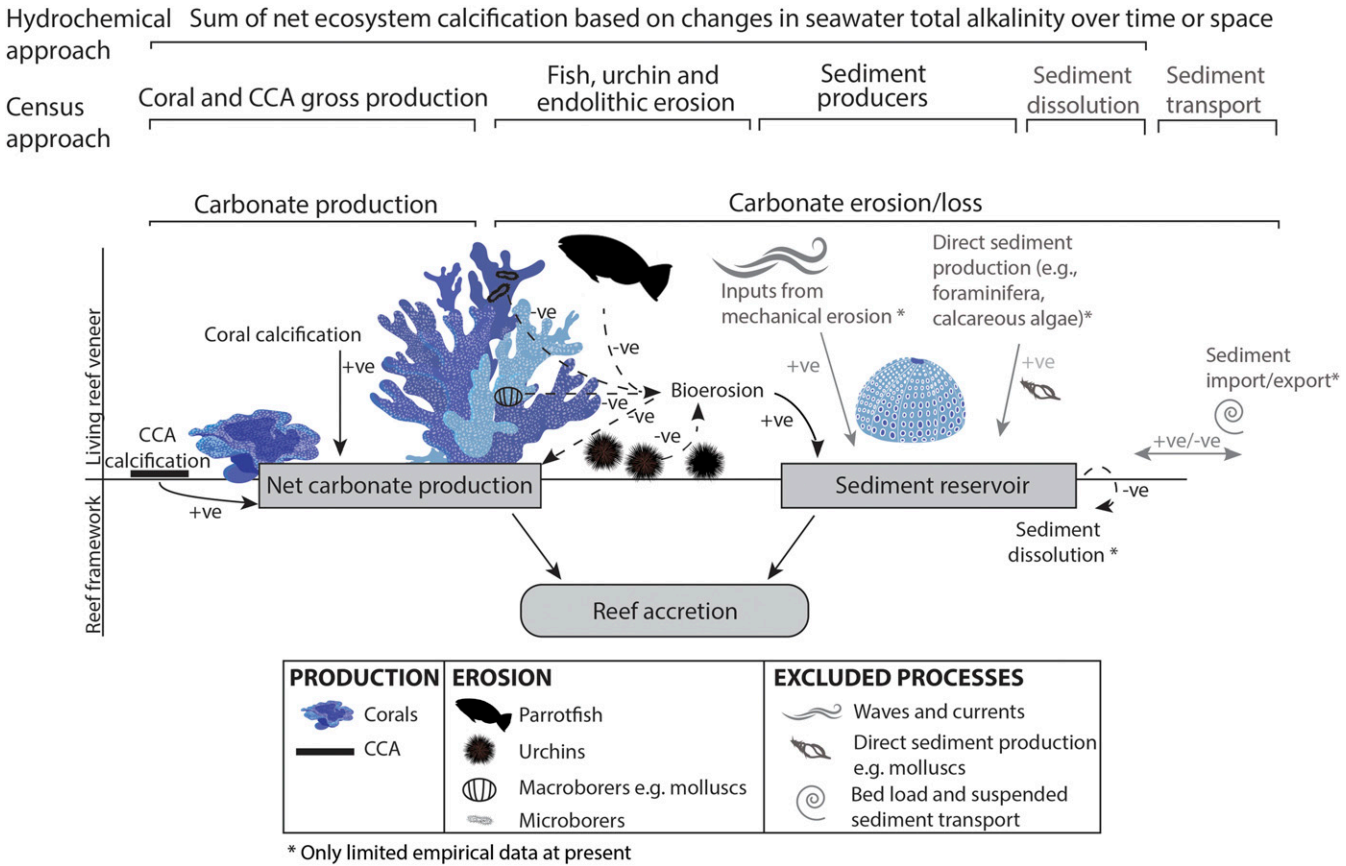 Hydrochemical approach
Sum of net ecosystem calcification based on changes in seawater total alkalinity over time or space
Census approach
Coral and CCA gross production
Fish, urchin and
endolithic erosion
Sediment
producers
Sediment
dissolution
Sediment
transport
Carbonate production
Carbonate erosion/loss
Living reef veneer
Reef framework
Coral calcification
+ve
CCA
calcification
+ve
-ve
-ve
-ve
-ve
-ve
Bioerosion
+ve
Inputs from
mechanical erosion *
+ve
Direct sediment
production (e.g.,
foraminifera,
calcareous algae)*
+ve
Sediment
import/export*
+ve/-ve
-ve
Sediment
dissolution *
Net carbonate production
Sediment reservoir
Reef accretion
PRODUCTION
Corals
CCA
EROSION
Parrotfish
Urchins
Macroborers e.g. molluscs
Microborers
EXCLUDED PROCESSES
Waves and currents
Direct sediment production
e.g. molluscs
Bed load and suspended
sediment transport
* Only limited empirical data at present